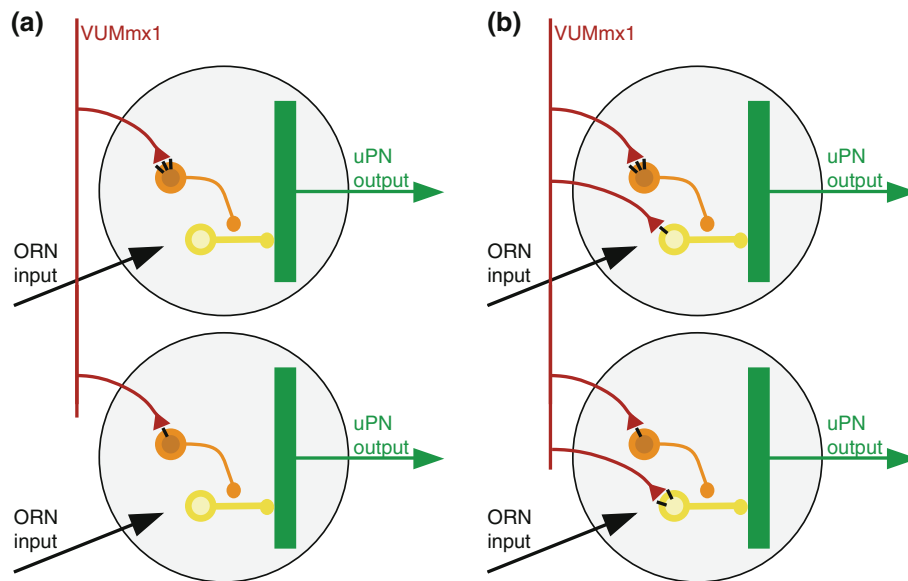 (a)
VUMmx1
uPN
output
ORN
input
uPN
output
ORN
input
(b)
VUMmx1
uPN
output
ORN
input
uPN
output
ORN
input